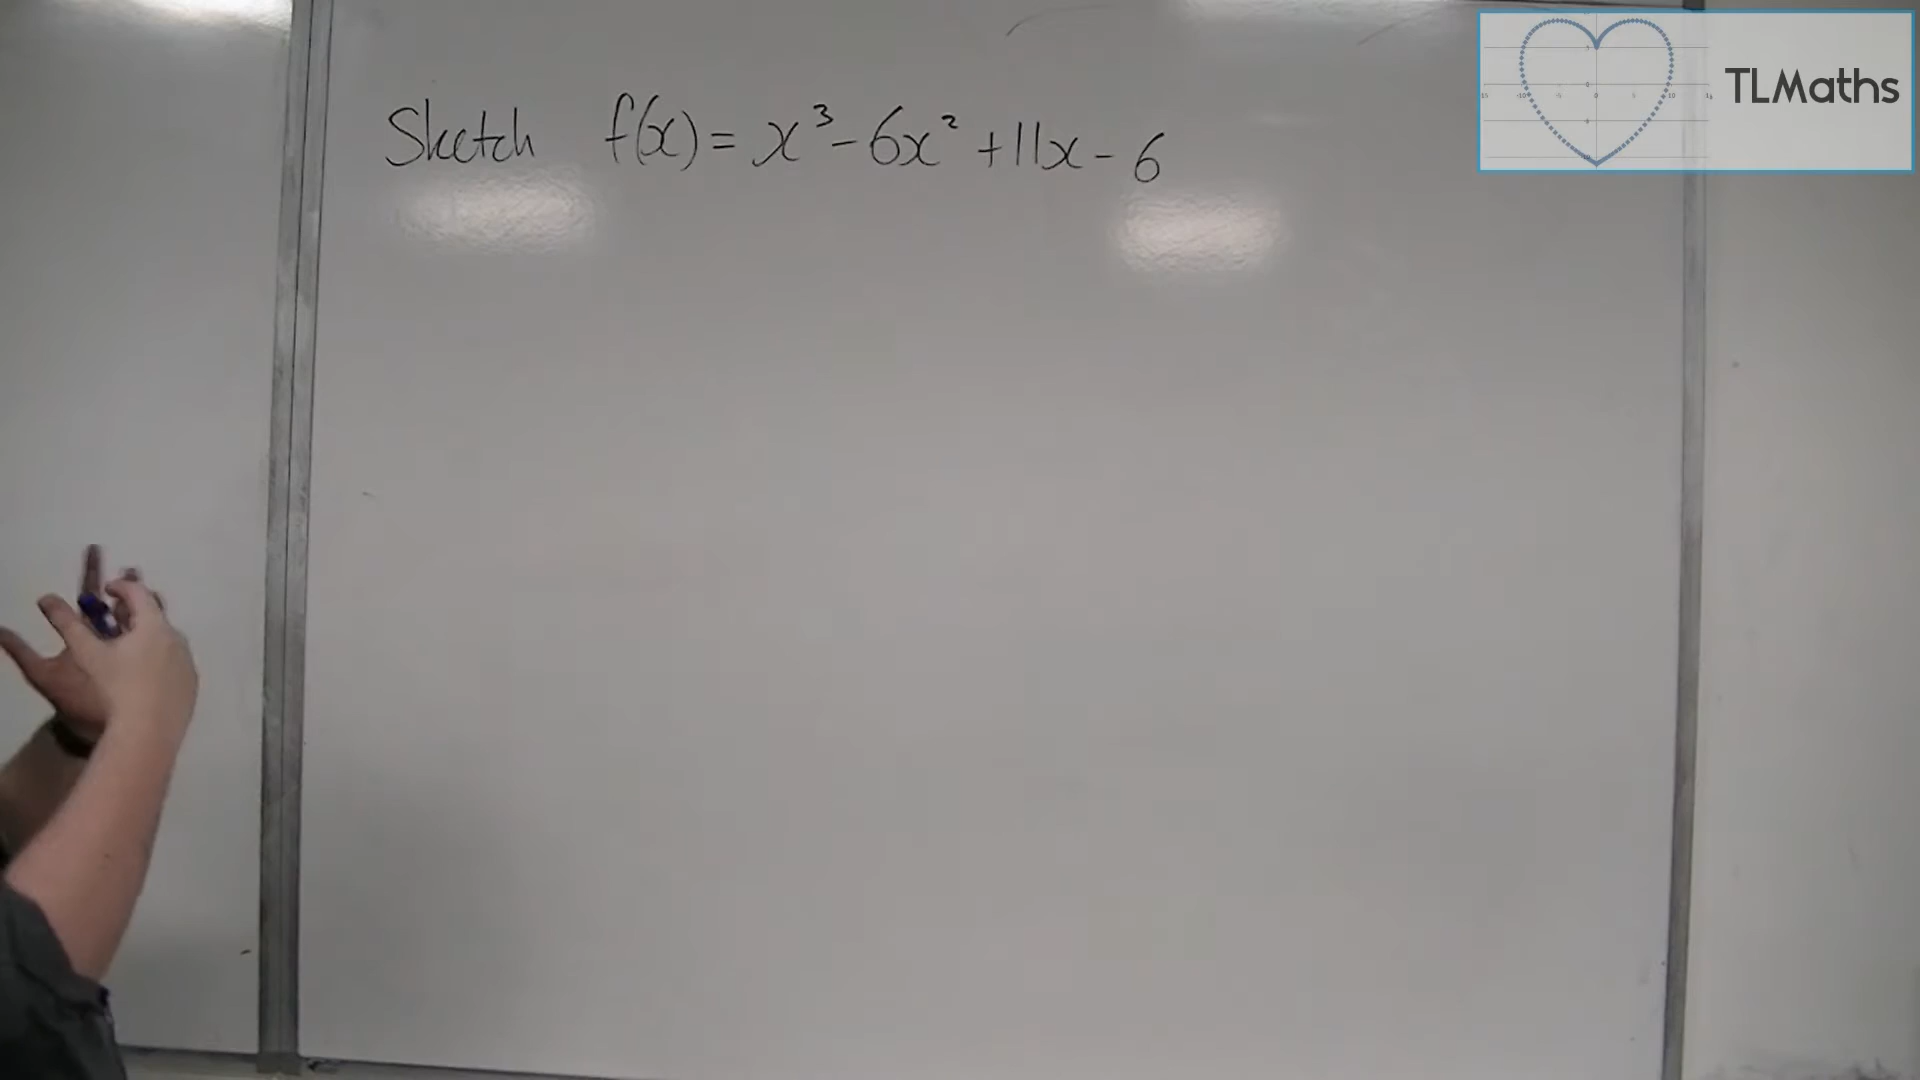 Sketch f(x) = x³ - 6x² + 11x - 6
TLMaths